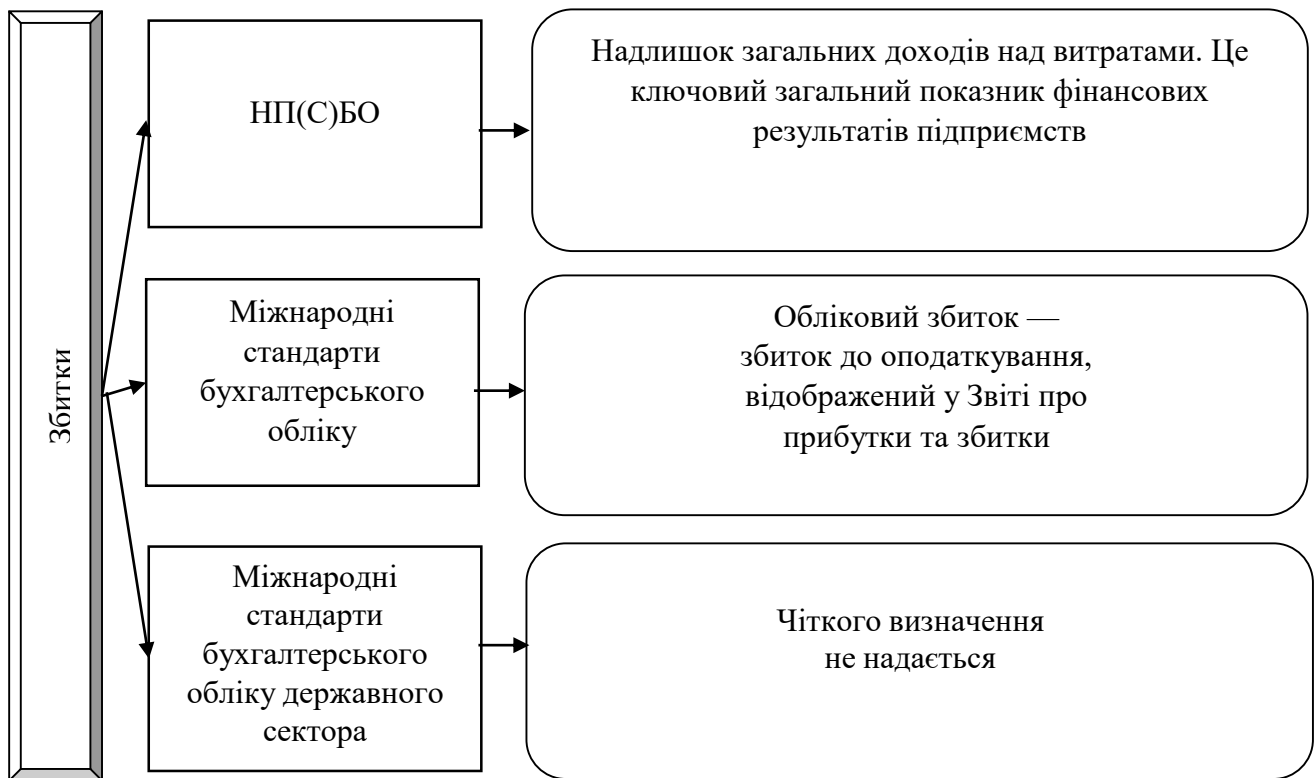 Збитки
НП(С)БО
Надлишок загальних доходів над витратами. Це
ключовий загальний показник фінансових
результатів підприємств
Міжнародні
стандарти
бухгалтерського
обліку
Обліковий збиток —
збиток до оподаткування,
відображений у Звіті про
прибутки та збитки
Міжнародні
стандарти
бухгалтерського
обліку державного
сектора
Чіткого визначення
не надається